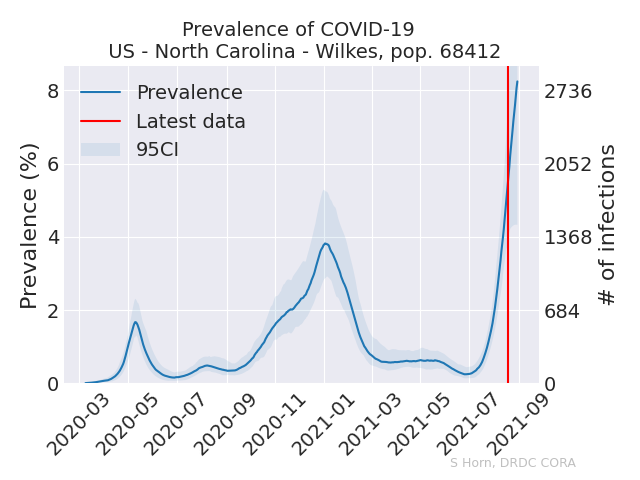 Prevalence of COVID-19
US - North Carolina - Wilkes, pop. 68412
Prevalence
Latest data
95CI
Prevalence (%)
8
6
4
2
0
2736
2052
1368
684
0
# of infections
2020-03
2020-05
2020-07
2020-09
2020-11
2021-01
2021-03
2021-05
2021-07
2021-09
S Horn, DRDC CORA